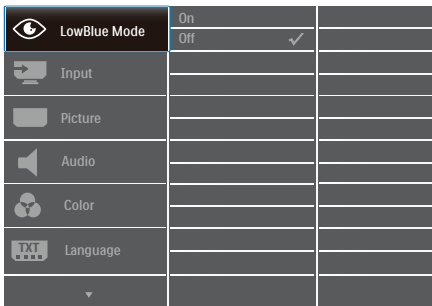 LowBlue Mode
On
Off
Input
Picture
Audio
Color
TXT
Language